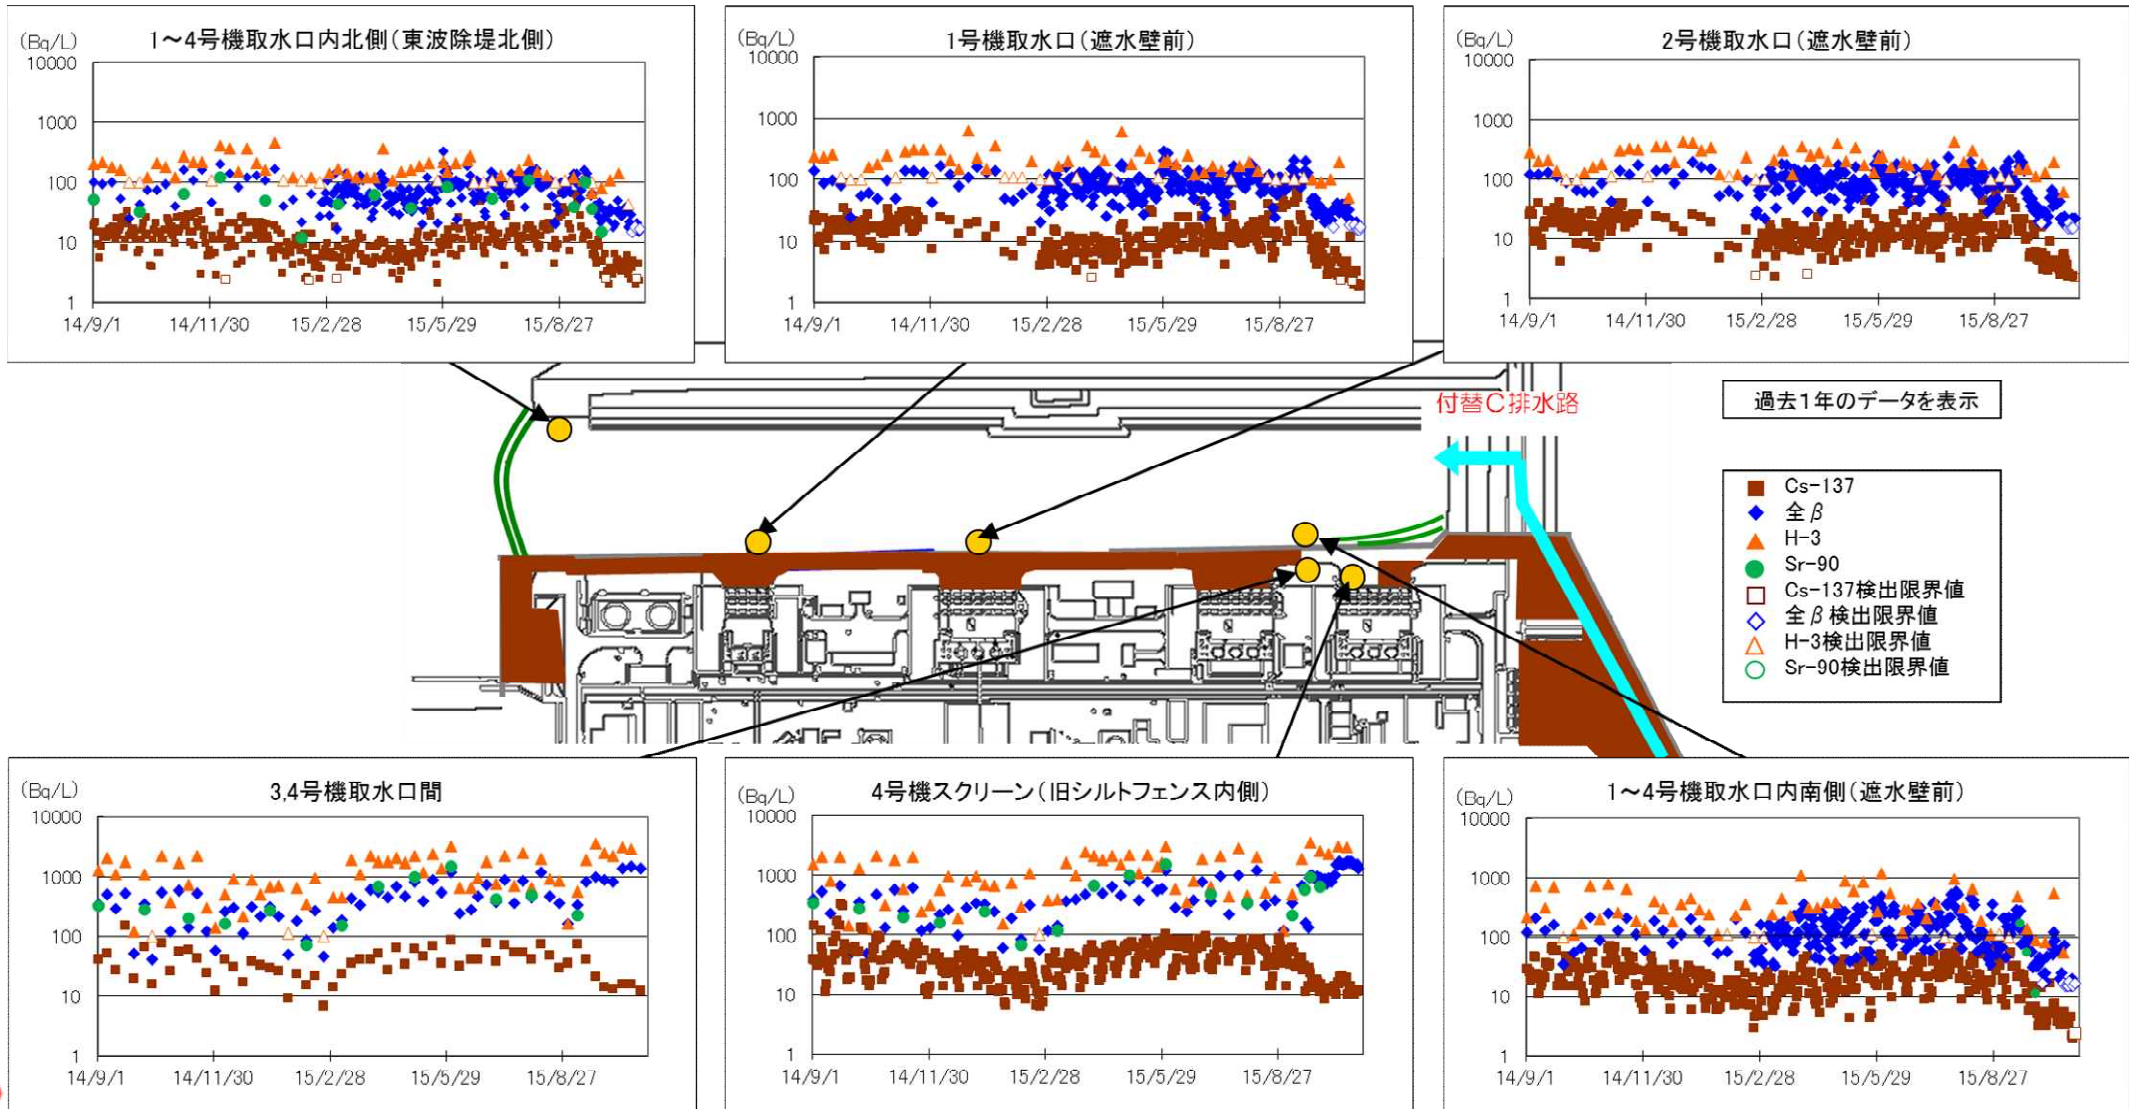 1～4号機取水口内北側(東波除堤北側)
(Bq/L)
10000
1000
100
10
1
14/9/1 14/11/30 15/2/28 15/5/29 15/8/27
1号機取水口(遮水壁前)
(Bq/L)
10000
1000
100
10
1
14/9/1 14/11/30 15/2/28 15/5/29 15/8/27
2号機取水口(遮水壁前)
(Bq/L)
10000
1000
100
10
1
14/9/1 14/11/30 15/2/28 15/5/29 15/8/27
付替C排水路
過去1年のデータを表示
Cs-137
全β
H-3
Sr-90
Cs-137検出限界値
全β検出限界値
H-3検出限界値
Sr-90検出限界値
3,4号機取水口間
(Bq/L)
10000
1000
100
10
1
14/9/1 14/11/30 15/2/28 15/5/29 15/8/27
4号機スクリーン(旧シルトフェンス内側)
(Bq/L)
10000
1000
100
10
1
14/9/1 14/11/30 15/2/28 15/5/29 15/8/27
1～4号機取水口内南側(遮水壁前)
(Bq/L)
10000
1000
100
10
1
14/9/1 14/11/30 15/2/28 15/5/29 15/8/27